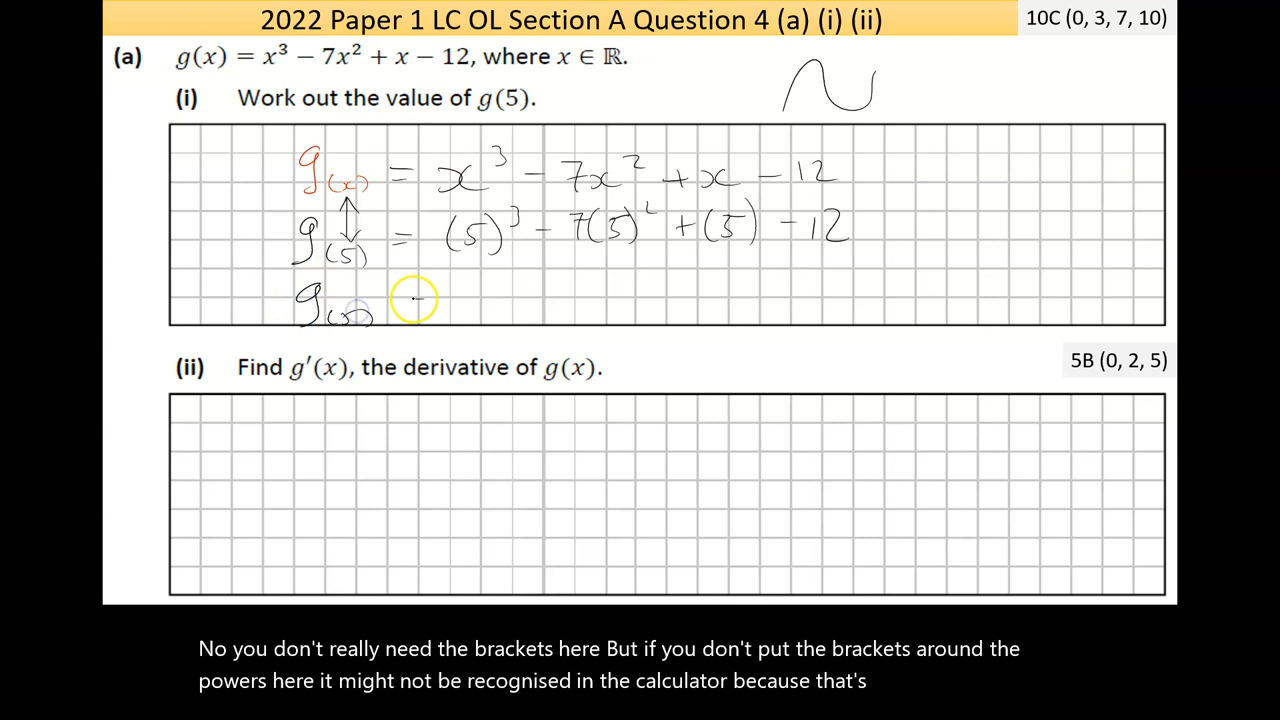 2022 Paper 1 LC OL Section A Question 4 (a) (i) (ii)
10C (0, 3, 7, 10)
(a) g(x) = x³ − 7x² + x − 12, where x ∈ ℝ.
(i) Work out the value of g(5).
g(x) = x³ − 7x² + x − 12
g(5) = (5)³ − 7(5)² + (5) − 12
g(5) -
(ii) Find g′(x), the derivative of g(x).
5B (0, 2, 5)
No you don't really need the brackets here But if you don't put the brackets around the
powers here it might not be recognised in the calculator because that's